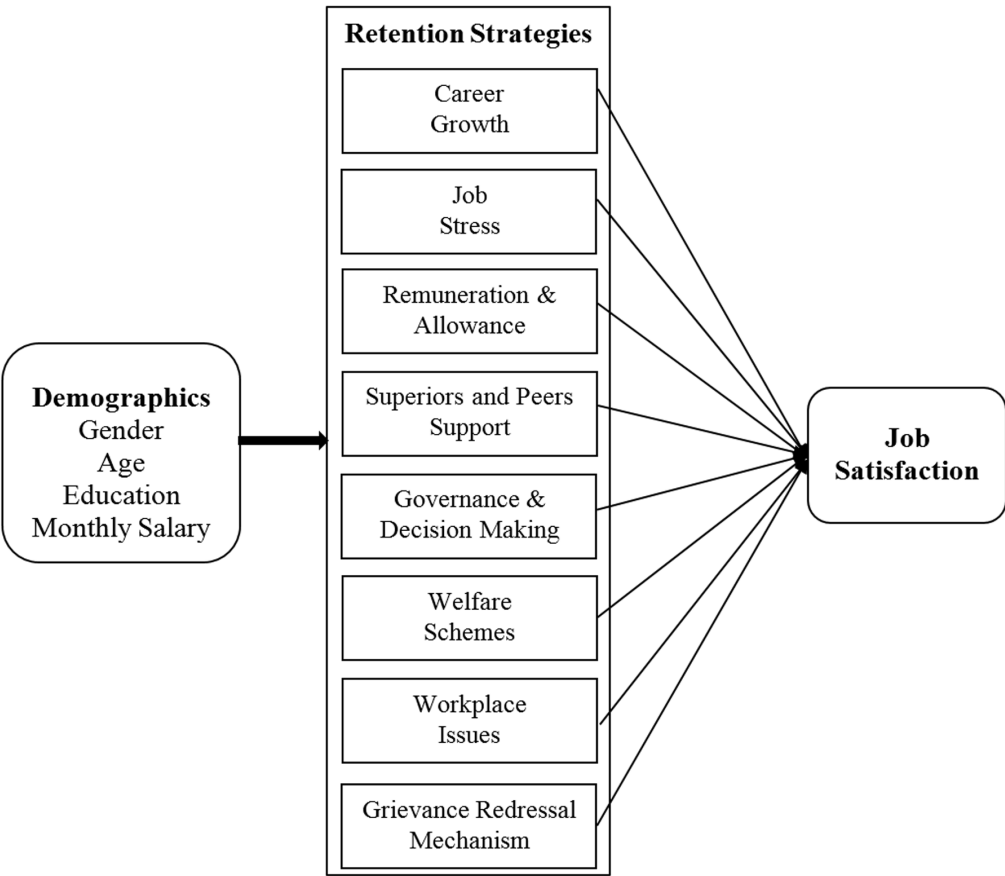 Retention Strategies
Career
Growth
Job
Stress
Remuneration &
Allowance
Superiors and Peers
Support
Governance &
Decision Making
Welfare
Schemes
Workplace
Issues
Grievance Redressal
Mechanism
Demographics
Gender
Age
Education
Monthly Salary
Job
Satisfaction